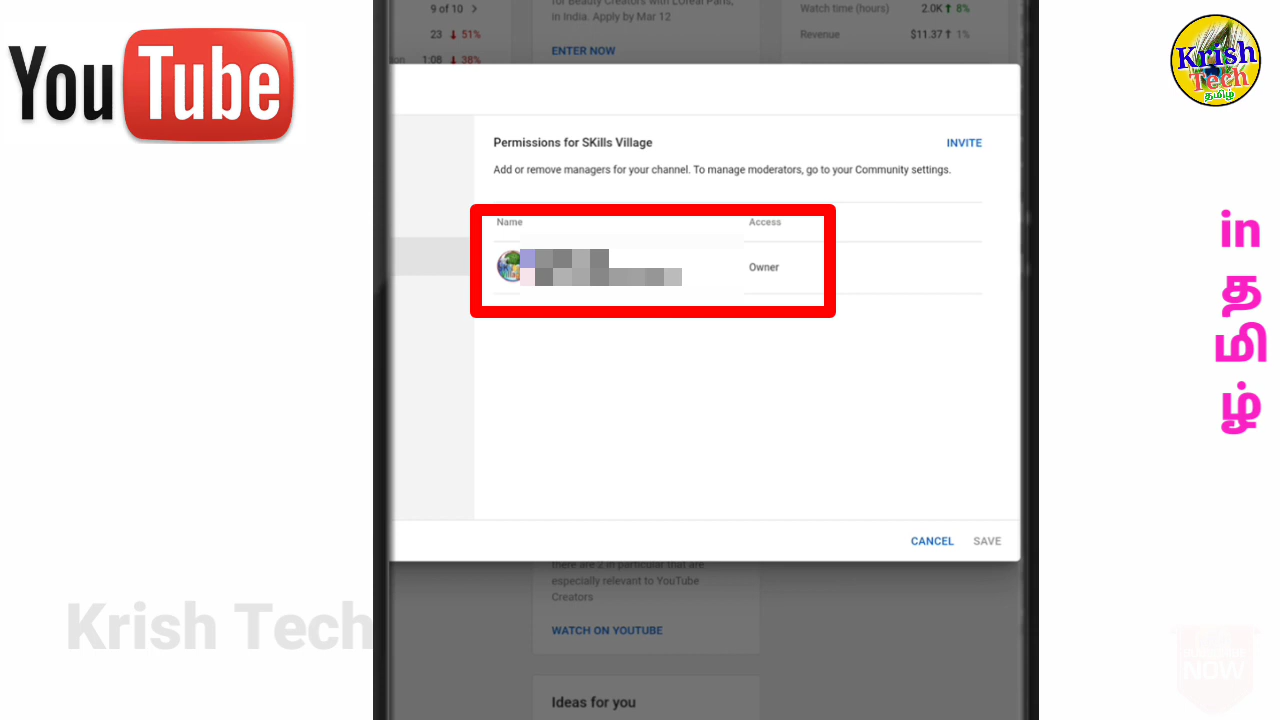 You Tube
Krish
Tech
தமிழ்
in
த
மி
ழ்
9 of 10
23 51%
1:08 38%
for Beauty Creators with Loreal Paris,
in India. Apply by Mar 12
ENTER NOW
Watch time (hours) 2.0K 8%
Revenue $11.37 1%
Permissions for SKills Village
INVITE
Add or remove managers for your channel. To manage moderators, go to your Community settings.
Name Access
Owner
CANCEL SAVE
there are 2 in particular that are
especially relevant to YouTube
Creators
WATCH ON YOUTUBE
Ideas for you
Krish Tech
NOW